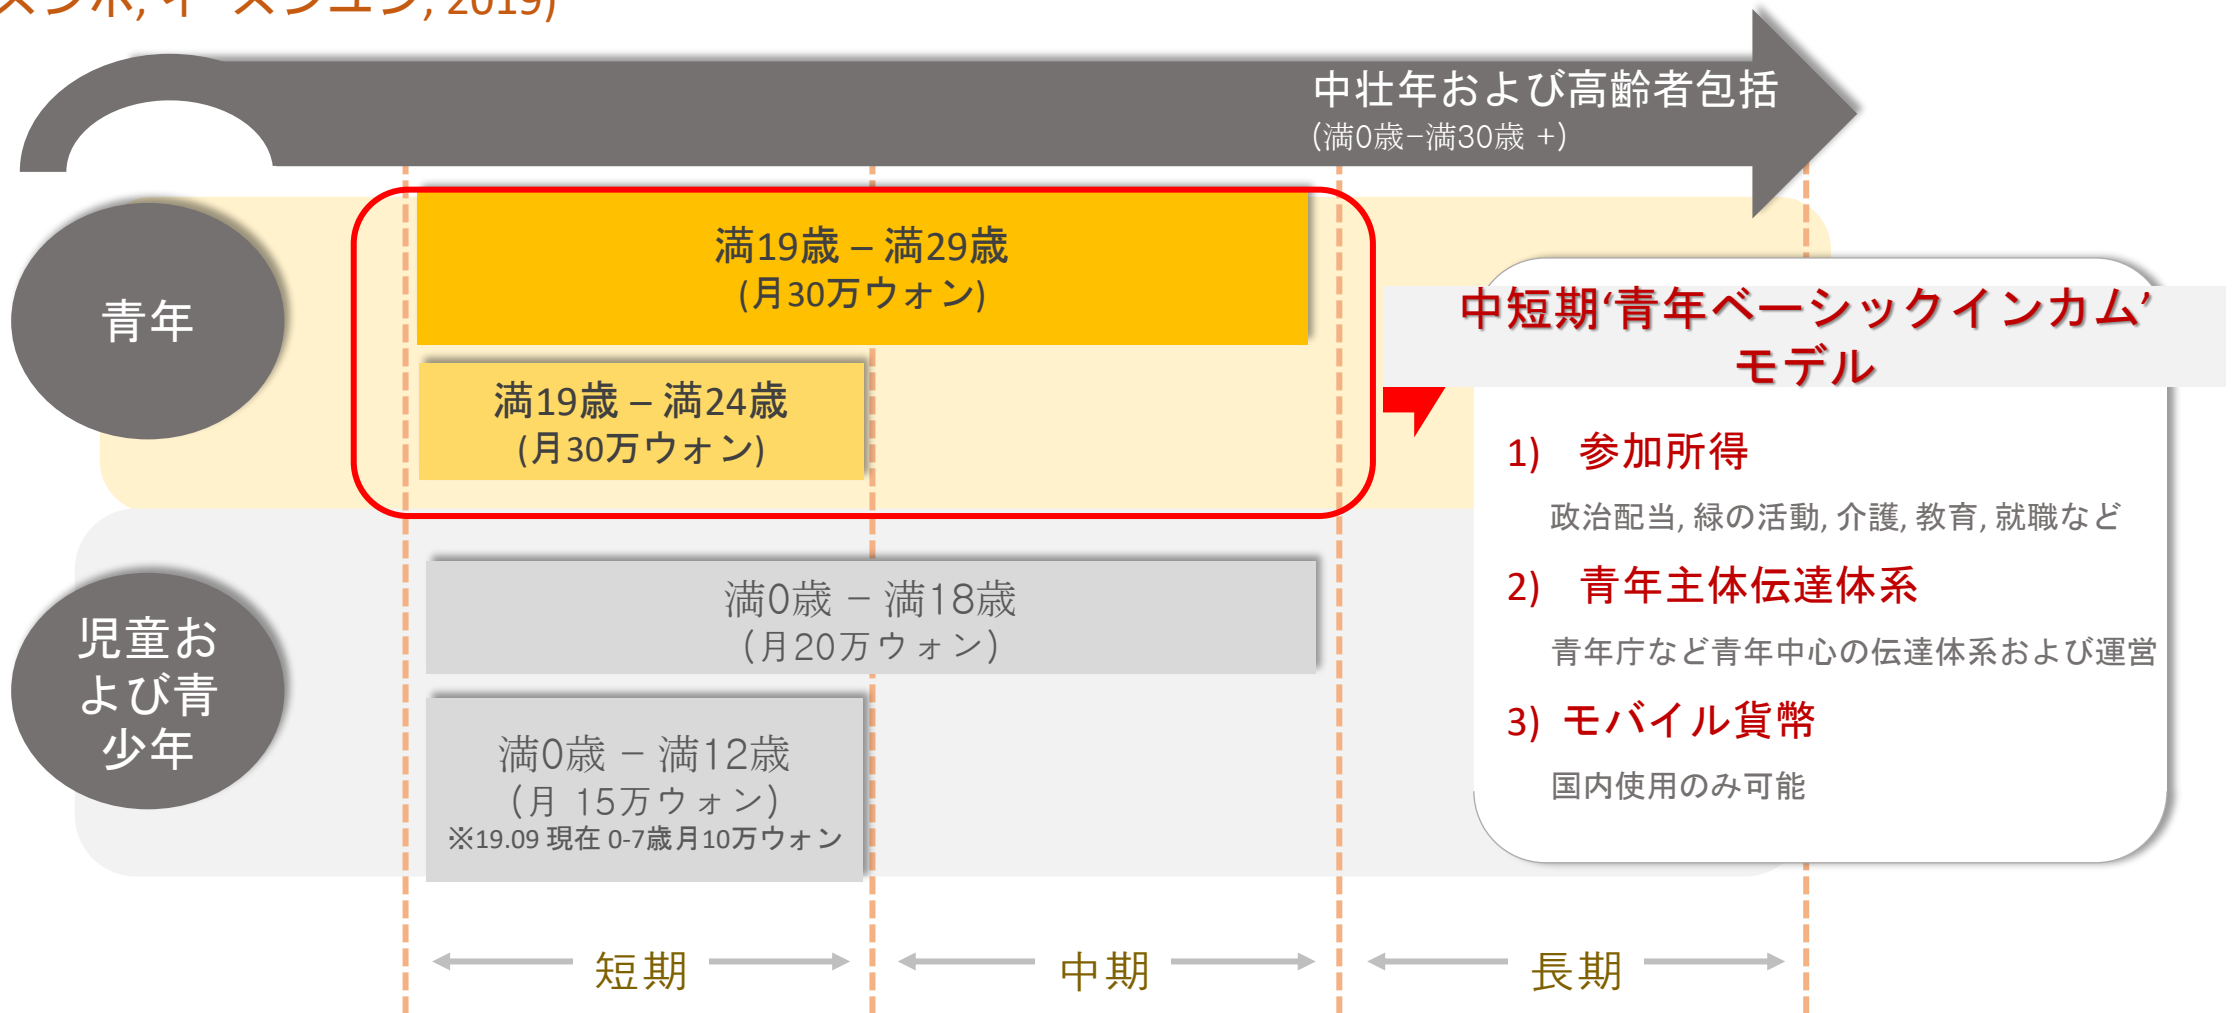 スンホ, イ スンユン, 2019)
中壮年および高齢者包括
(満0歳–満30歳 +)
青年
満19歳 – 満29歳
(月30万ウォン)
満19歳 – 満24歳
(月30万ウォン)
中短期‘青年ベーシックインカム’
モデル
1) 参加所得
政治配当, 緑の活動, 介護, 教育, 就職など
2) 青年主体伝達体系
青年庁など青年中心の伝達体系および運営
3) モバイル貨幣
国内使用のみ可能
児童お
よび青
少年
満0歳 – 満18歳
(月20万ウォン)
満0歳 – 満12歳
(月 15万ウォン)
※19.09 現在 0-7歳月10万ウォン
短期
中期
長期